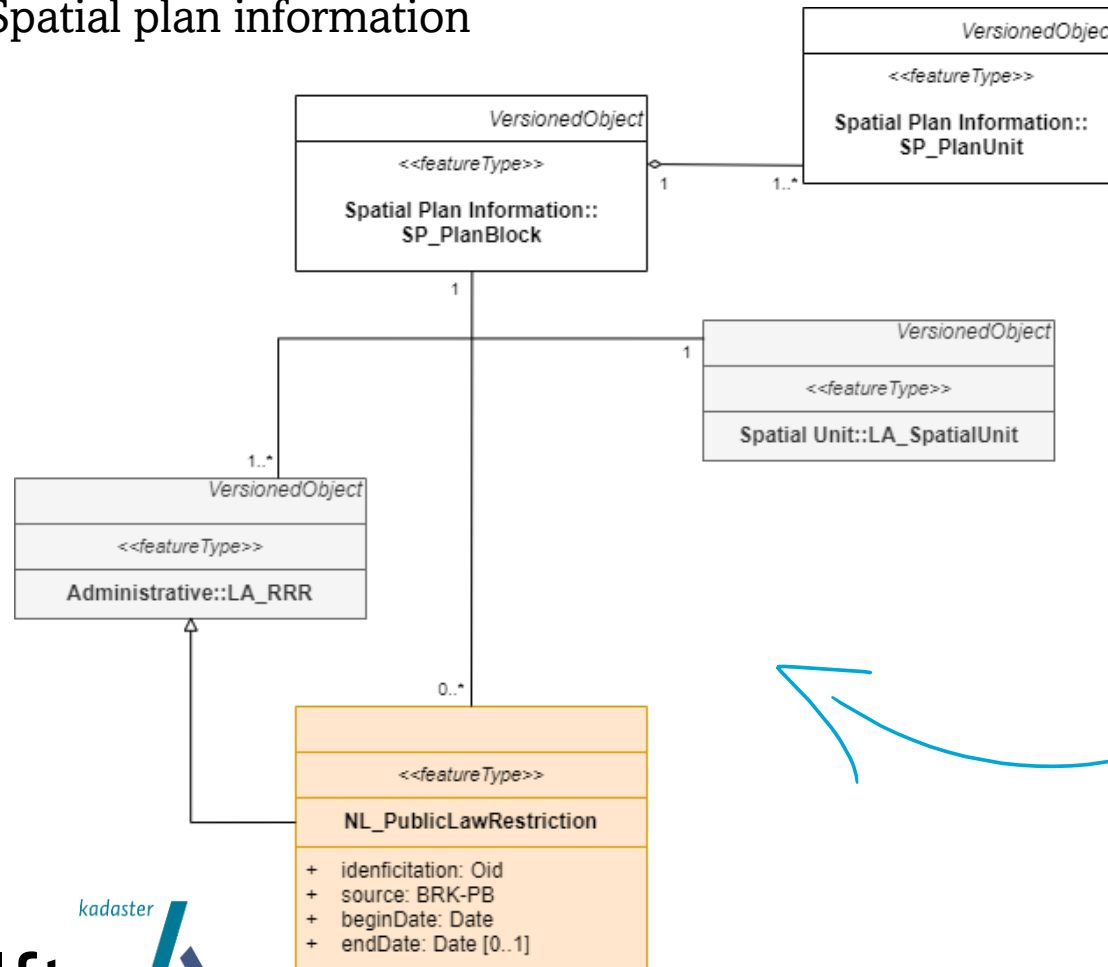 Spatial plan information
VersionedObjec
<<featureType>>
Spatial Plan Information::
SP_PlanUnit
VersionedObject
<<featureType>>
Spatial Plan Information::
SP_PlanBlock
1
1..*
1
VersionedObject
<<featureType>>
Spatial Unit::LA_SpatialUnit
1
1..*
VersionedObject
<<featureType>>
Administrative::LA_RRR
0..*
<<featureType>>
NL_PublicLawRestriction
+ idenficitation: Oid
+ source: BRK-PB
+ beginDate: Date
+ endDate: Date [0..1]
kadaster